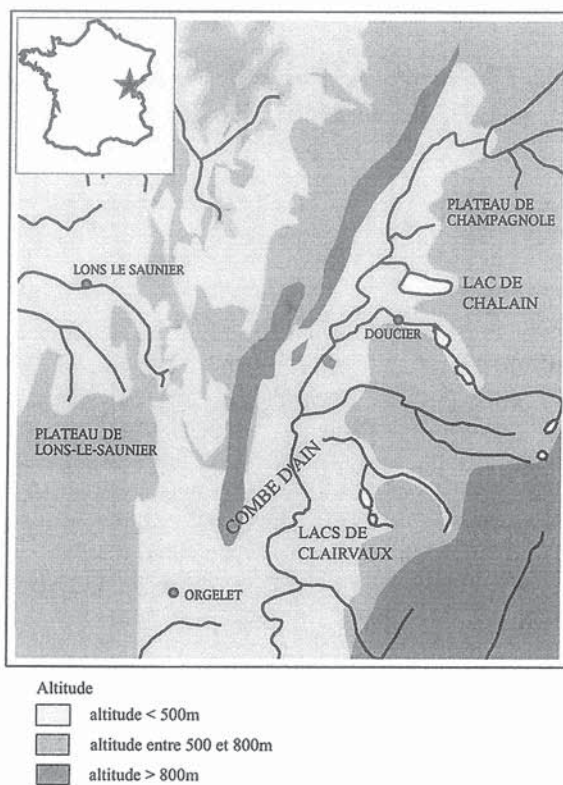 PLATEAU DE
CHAMPAGNOLE
LONS LE SAUNIER
LAC DE
CHALAIN
DOUCIER
PLATEAU DE
LONS-LE-SAUNIER
COMBE D'AIN
LACS DE
CLAIRVAUX
ORGELET
Altitude
altitude < 500m
altitude entre 500 et 800m
altitude > 800m